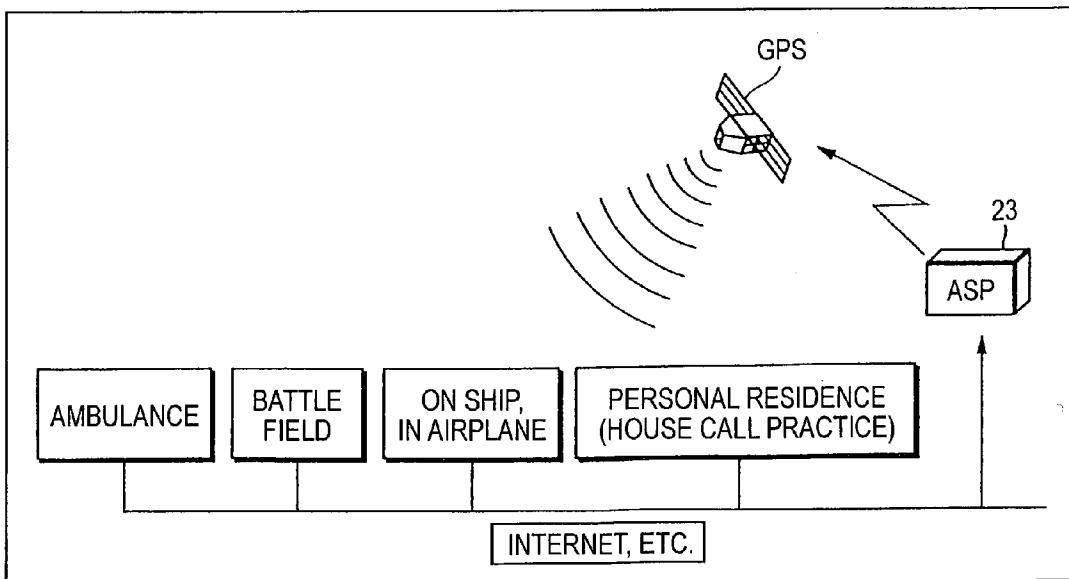 GPS
23
ASP
AMBULANCE
BATTLE
FIELD
ON SHIP,
IN AIRPLANE
PERSONAL RESIDENCE
(HOUSE CALL PRACTICE)
INTERNET, ETC.